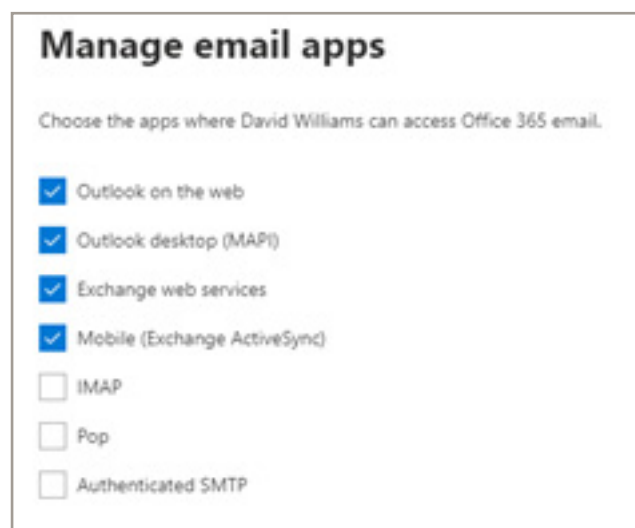 Manage email apps
Choose the apps where David Williams can access Office 365 email.
Outlook on the web
Outlook desktop (MAPI)
Exchange web services
Mobile (Exchange ActiveSync)
IMAP
Pop
Authenticated SMTP